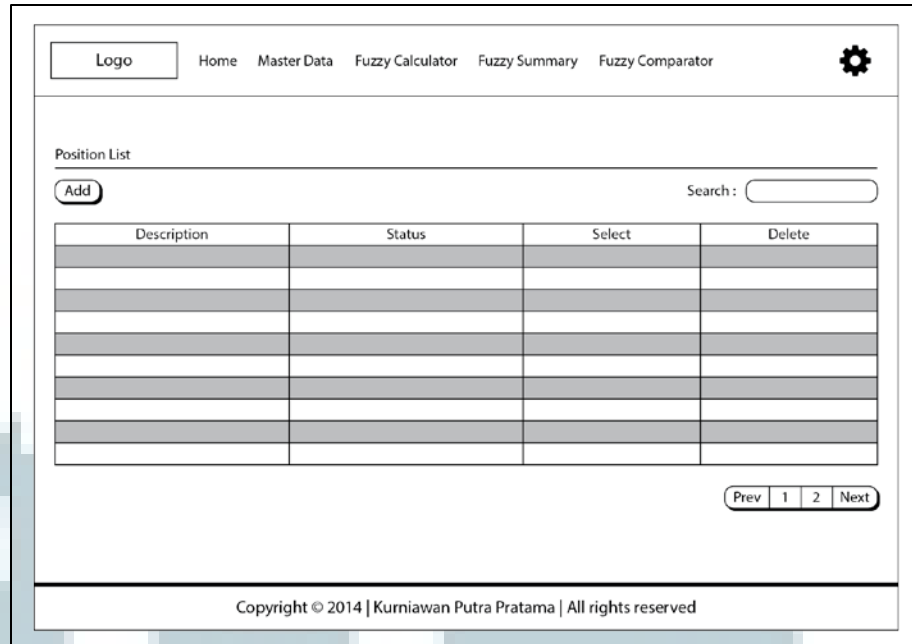 Logo Home Master Data Fuzzy Calculator Fuzzy Summary Fuzzy Comparator
Position List
Add Search :
Description Status Select Delete
Prev 1 2 Next
Copyright © 2014 | Kurniawan Putra Pratama | All rights reserved